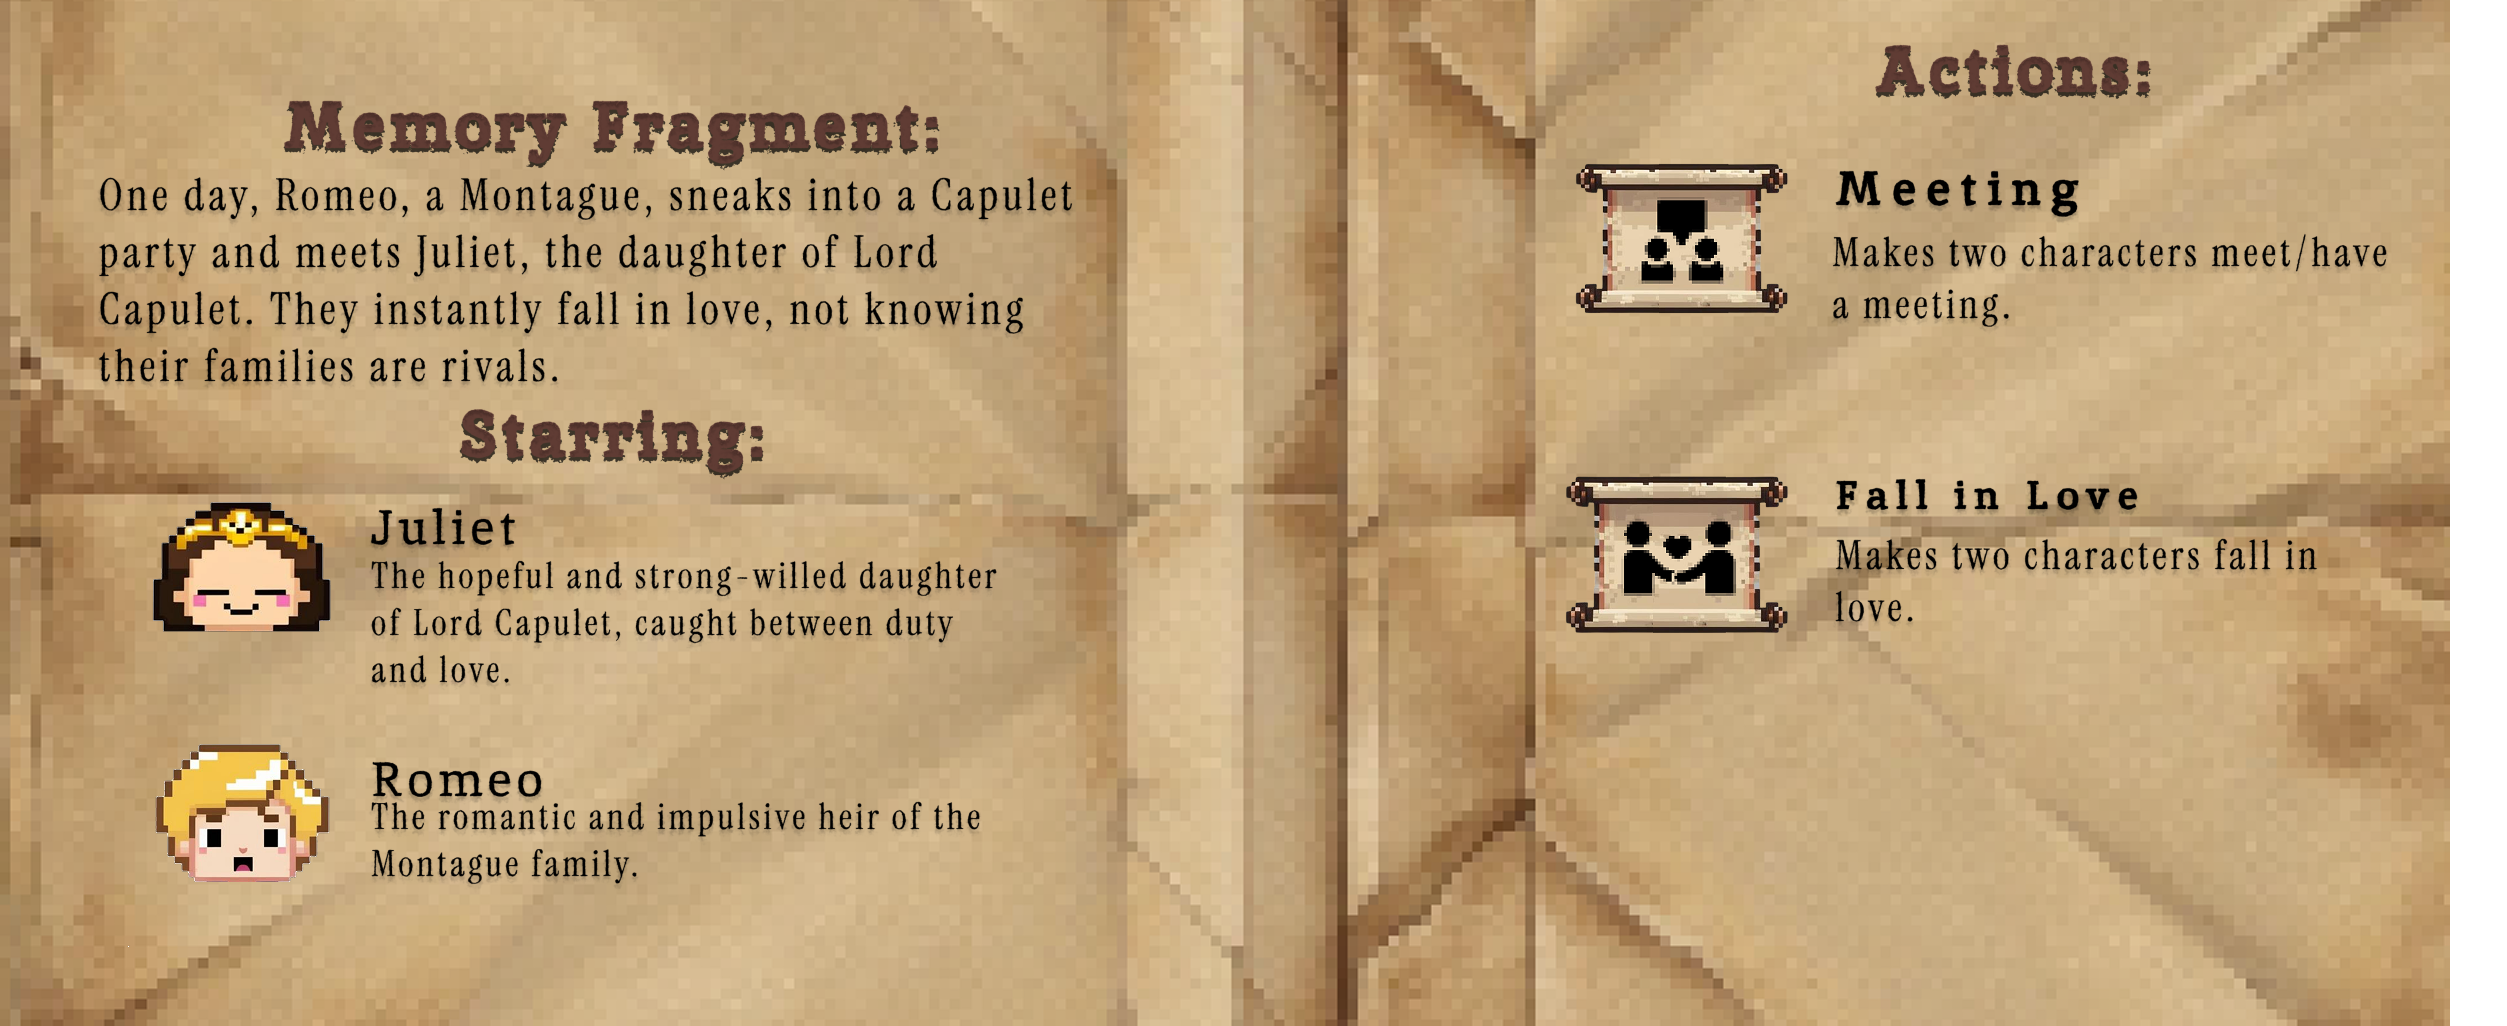 Memory Fragment:
One day, Romeo, a Montague, sneaks into a Capulet
party and meets Juliet, the daughter of Lord
Capulet. They instantly fall in love, not knowing
their families are rivals.
Starring:
Juliet
The hopeful and strong-willed daughter
of Lord Capulet, caught between duty
and love.
Romeo
The romantic and impulsive heir of the
Montague family.
Actions:
Meeting
Makes two characters meet/have
a meeting.
Fall in Love
Makes two characters fall in
love.